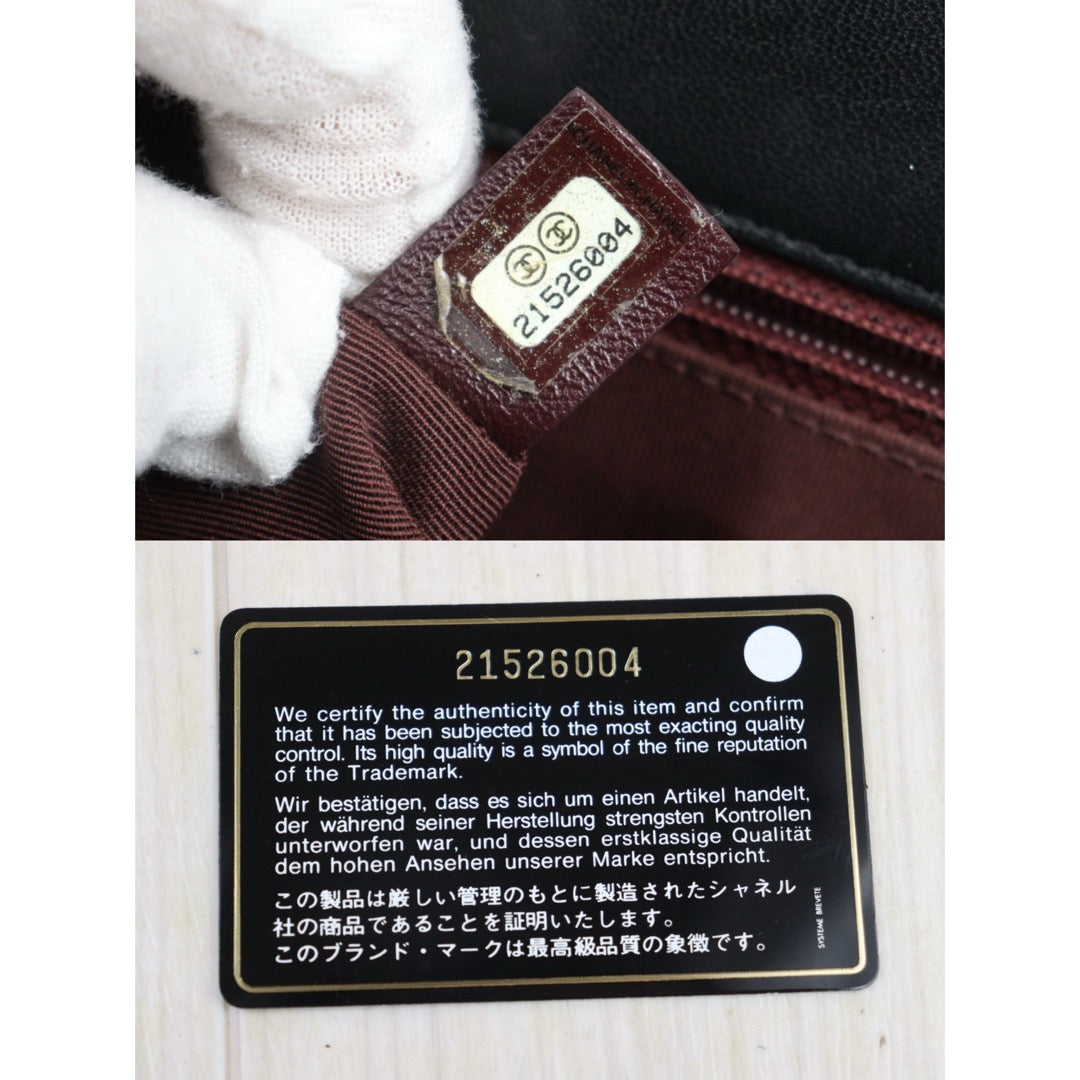 21526004
21526004
We certify the authenticity of this item and confirm
that it has been subjected to the most exacting quality
control. Its high quality is a symbol of the fine reputation
of the Trademark.
Wir bestätigen, dass es sich um einen Artikel handelt,
der während seiner Herstellung strengsten Kontrollen
unterworfen war, und dessen erstklassige Qualität
dem hohen Ansehen unserer Marke entspricht.
この製品は厳しい管理のもとに製造されたシャネル
社の商品であることを証明いたします。
このブランド・マークは最高級品質の象徴です。
SYSTEME BREVETE